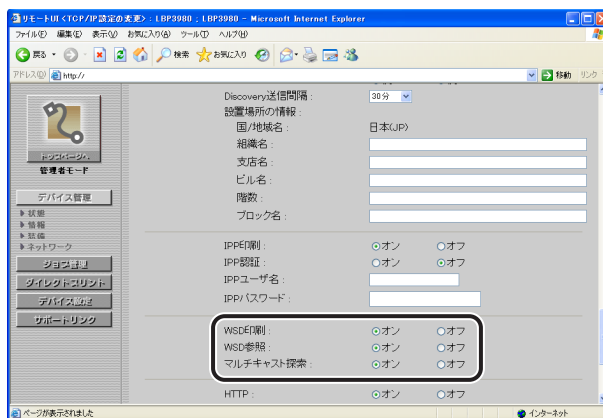 リモートUI <TCP/IP設定の変更> : LBP3980 ; LBP3980 - Microsoft Internet Explorer
ファイル(F) 編集(E) 表示(V) お気に入り(A) ツール(T) ヘルプ(H)
戻る 検索 お気に入り
アドレス(D) http:// 移動 リンク
Discovery送信間隔 : 30分
設置場所の情報 :
国/地域名 : 日本(JP)
組織名 :
支店名 :
ビル名 :
階数 :
ブロック名 :
IPP印刷 : オン オフ
IPP認証 : オン オフ
IPPユーザ名 :
IPPパスワード :
WSD印刷 : オン オフ
WSD参照 : オン オフ
マルチキャスト探索 : オン オフ
HTTP : オン オフ
トップページへ
管理者モード
デバイス管理
状態
情報
装備
ネットワーク
ジョブ管理
ダイレクトプリント
デバイス設定
サポートリンク
ページが表示されました インターネット